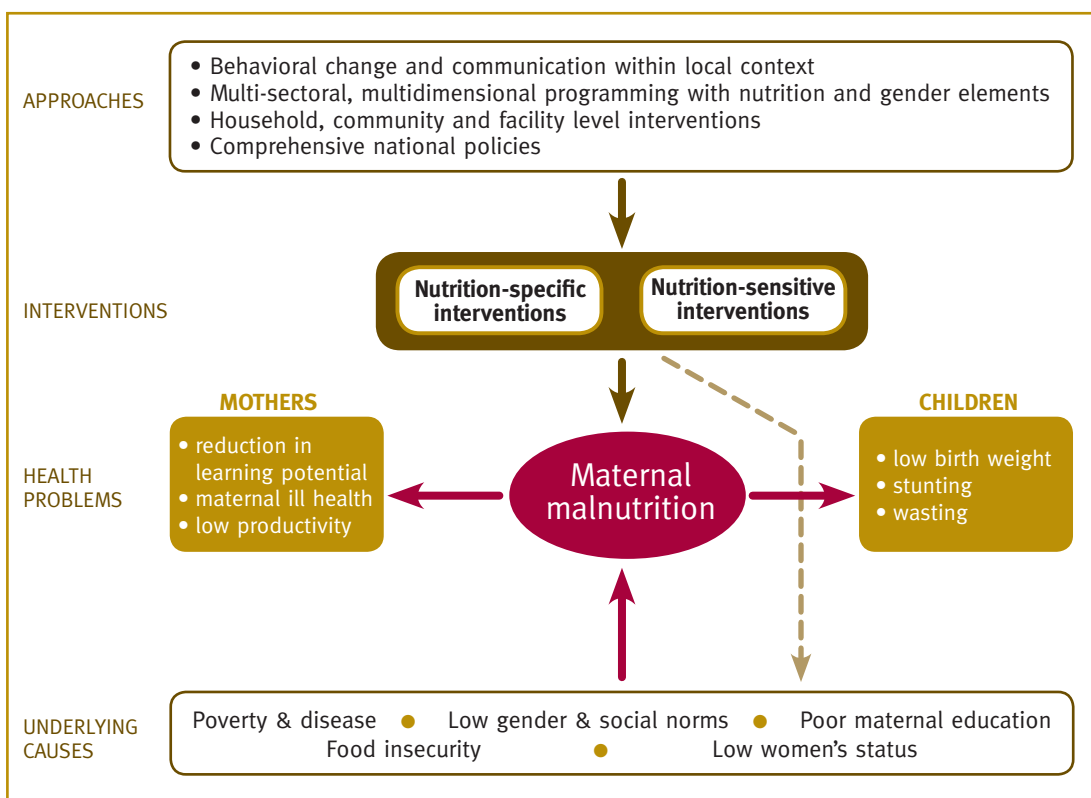 APPROACHES
• Behavioral change and communication within local context
• Multi-sectoral, multidimensional programming with nutrition and gender elements
• Household, community and facility level interventions
• Comprehensive national policies
INTERVENTIONS
Nutrition-specific
interventions
Nutrition-sensitive
interventions
HEALTH
PROBLEMS
MOTHERS
• reduction in
learning potential
• maternal ill health
• low productivity
Maternal
malnutrition
CHILDREN
• low birth weight
• stunting
• wasting
UNDERLYING
CAUSES
Poverty & disease ● Low gender & social norms ● Poor maternal education
Food insecurity ● Low women’s status